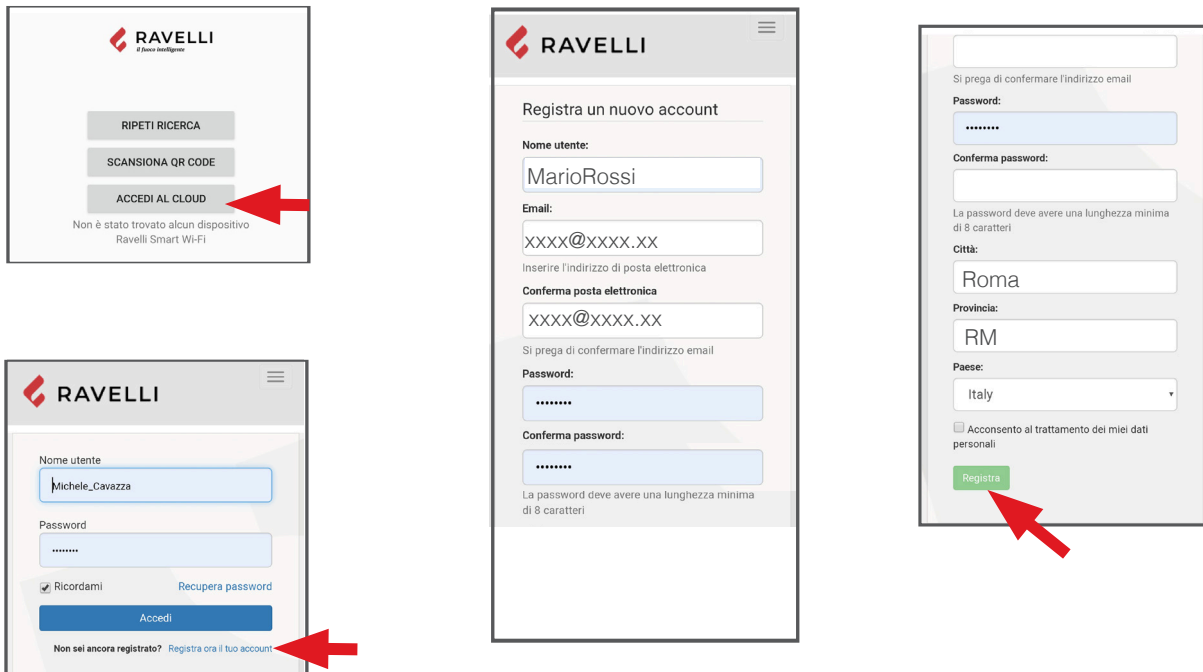 RAVELLI
il fuoco intelligente
RIPETI RICERCA
SCANSIONA QR CODE
ACCEDI AL CLOUD
Non è stato trovato alcun dispositivo
Ravelli Smart Wi-Fi
RAVELLI
Nome utente
Michele_Cavazza
Password
••••••••
Ricordami
Recupera password
Accedi
Non sei ancora registrato? Registra ora il tuo account
RAVELLI
Registra un nuovo account
Nome utente:
MarioRossi
Email:
xxxx@xxxx.xx
Inserire l'indirizzo di posta elettronica
Conferma posta elettronica
xxxx@xxxx.xx
Si prega di confermare l'indirizzo email
Password:
••••••••
Conferma password:
••••••••
La password deve avere una lunghezza minima
di 8 caratteri
Si prega di confermare l'indirizzo email
Password:
••••••••
Conferma password:
La password deve avere una lunghezza minima
di 8 caratteri
Città:
Roma
Provincia:
RM
Paese:
Italy
Acconsento al trattamento dei miei dati
personali
Registra